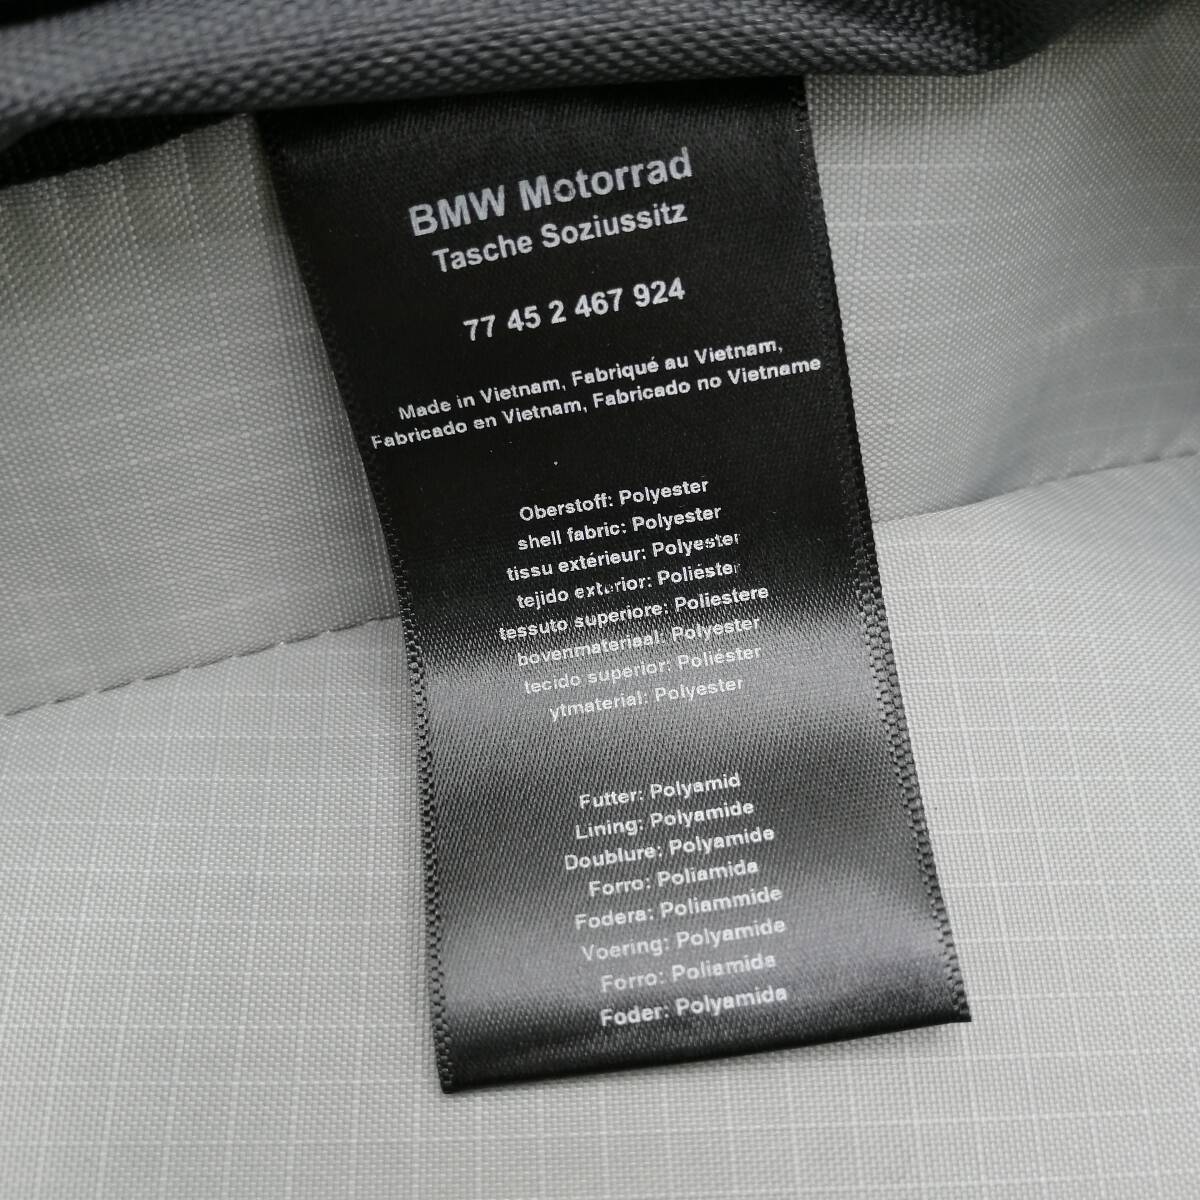 BMW Motorrad
Tasche Soziussitz
77 45 2 467 924
Made in Vietnam, Fabriqué au Vietnam,
Fabricado en Vietnam, Fabricado no Vietname
Oberstoff: Polyester
shell fabric: Polyester
tissu extérieur: Polyester
tejido exterior: Poliéster
tessuto superiore: Poliestere
bovenmateriaal: Polyester
tecido superior: Poliéster
ytmaterial: Polyester
Futter: Polyamid
Lining: Polyamide
Doublure: Polyamide
Forro: Poliamida
Fodera: Poliammide
Voering: Polyamide
Forro: Poliamida
Foder: Polyamida